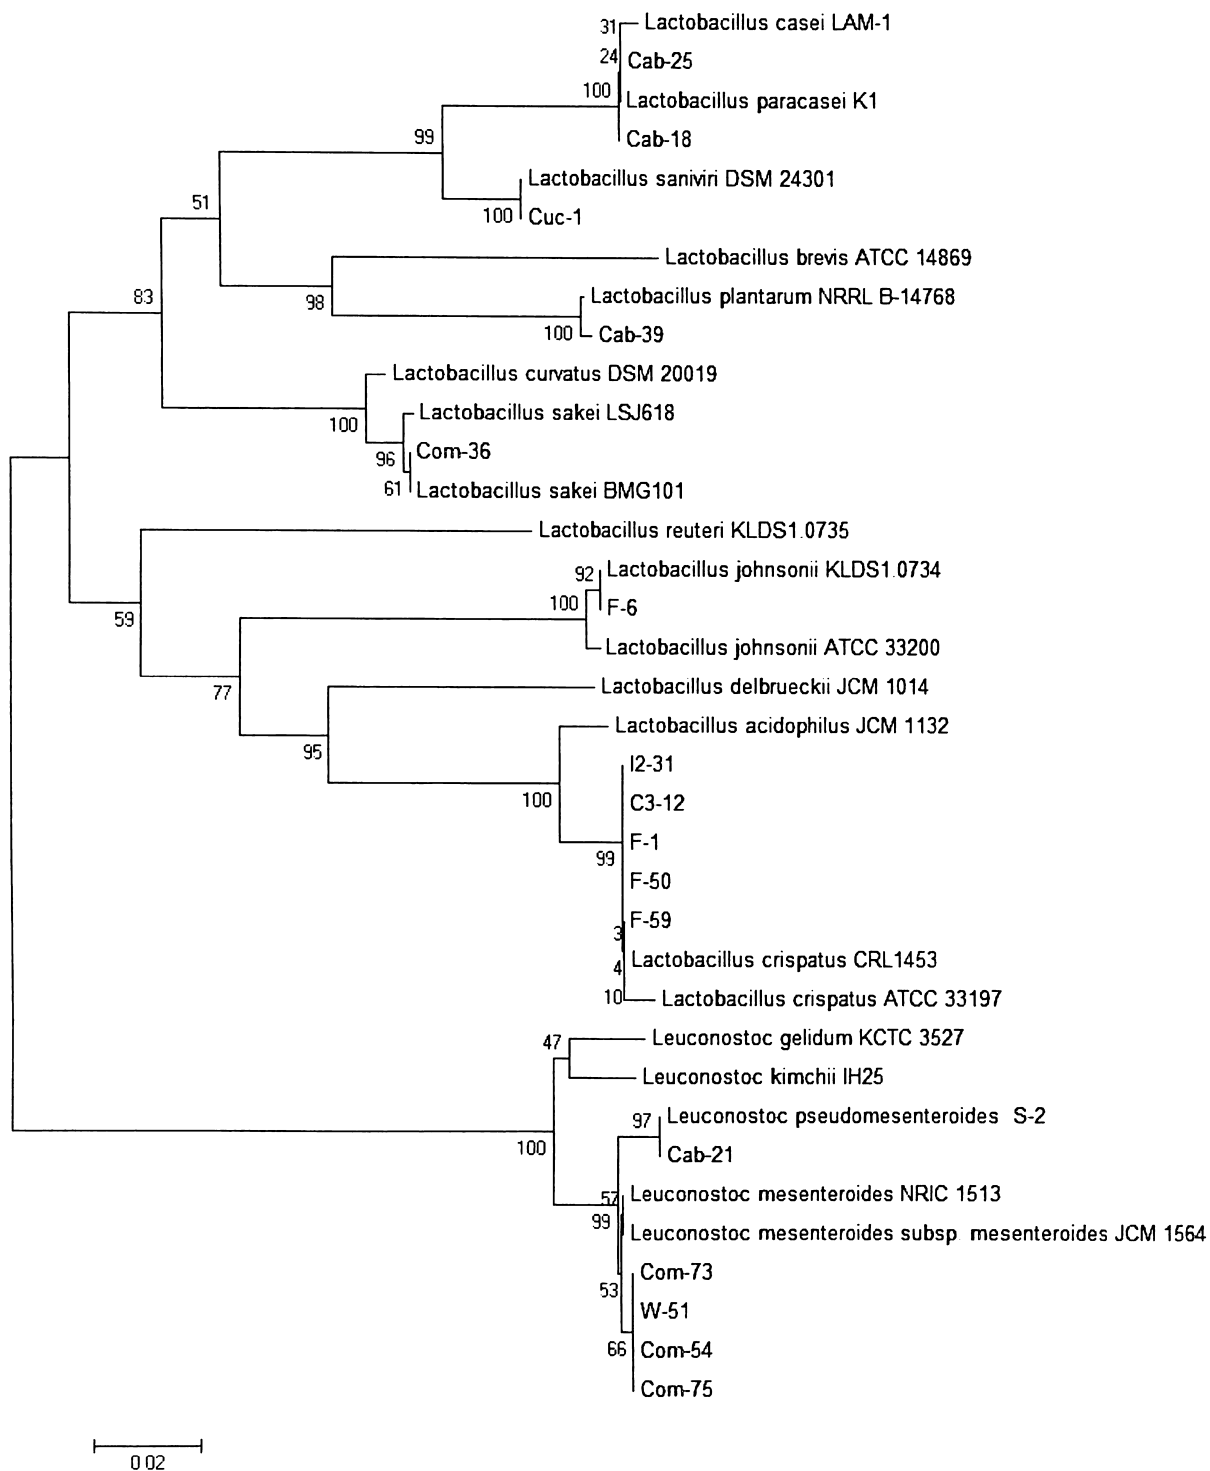 31 Lactobacillus casei LAM-1
24 Cab-25
100 Lactobacillus paracasei K1
Cab-18
99
Lactobacillus saniviri DSM 24301
100 Cuc-1
51
Lactobacillus brevis ATCC 14869
83
98 Lactobacillus plantarum NRRL B-14768
100 Cab-39
Lactobacillus curvatus DSM 20019
100 Lactobacillus sakei LSJ618
96 Com-36
61 Lactobacillus sakei BMG101
Lactobacillus reuteri KLDS1.0735
92 Lactobacillus johnsonii KLDS1.0734
59 100 F-6
Lactobacillus johnsonii ATCC 33200
77 Lactobacillus delbrueckii JCM 1014
95 Lactobacillus acidophilus JCM 1132
I2-31
100 C3-12
F-1
99
F-50
F-59
3
4 Lactobacillus crispatus CRL1453
10 Lactobacillus crispatus ATCC 33197
47 Leuconostoc gelidum KCTC 3527
Leuconostoc kimchii IH25
97 Leuconostoc pseudomesenteroides S-2
100 Cab-21
57 Leuconostoc mesenteroides NRIC 1513
99 Leuconostoc mesenteroides subsp. mesenteroides JCM 1564
Com-73
53
W-51
66 Com-54
Com-75
0.02